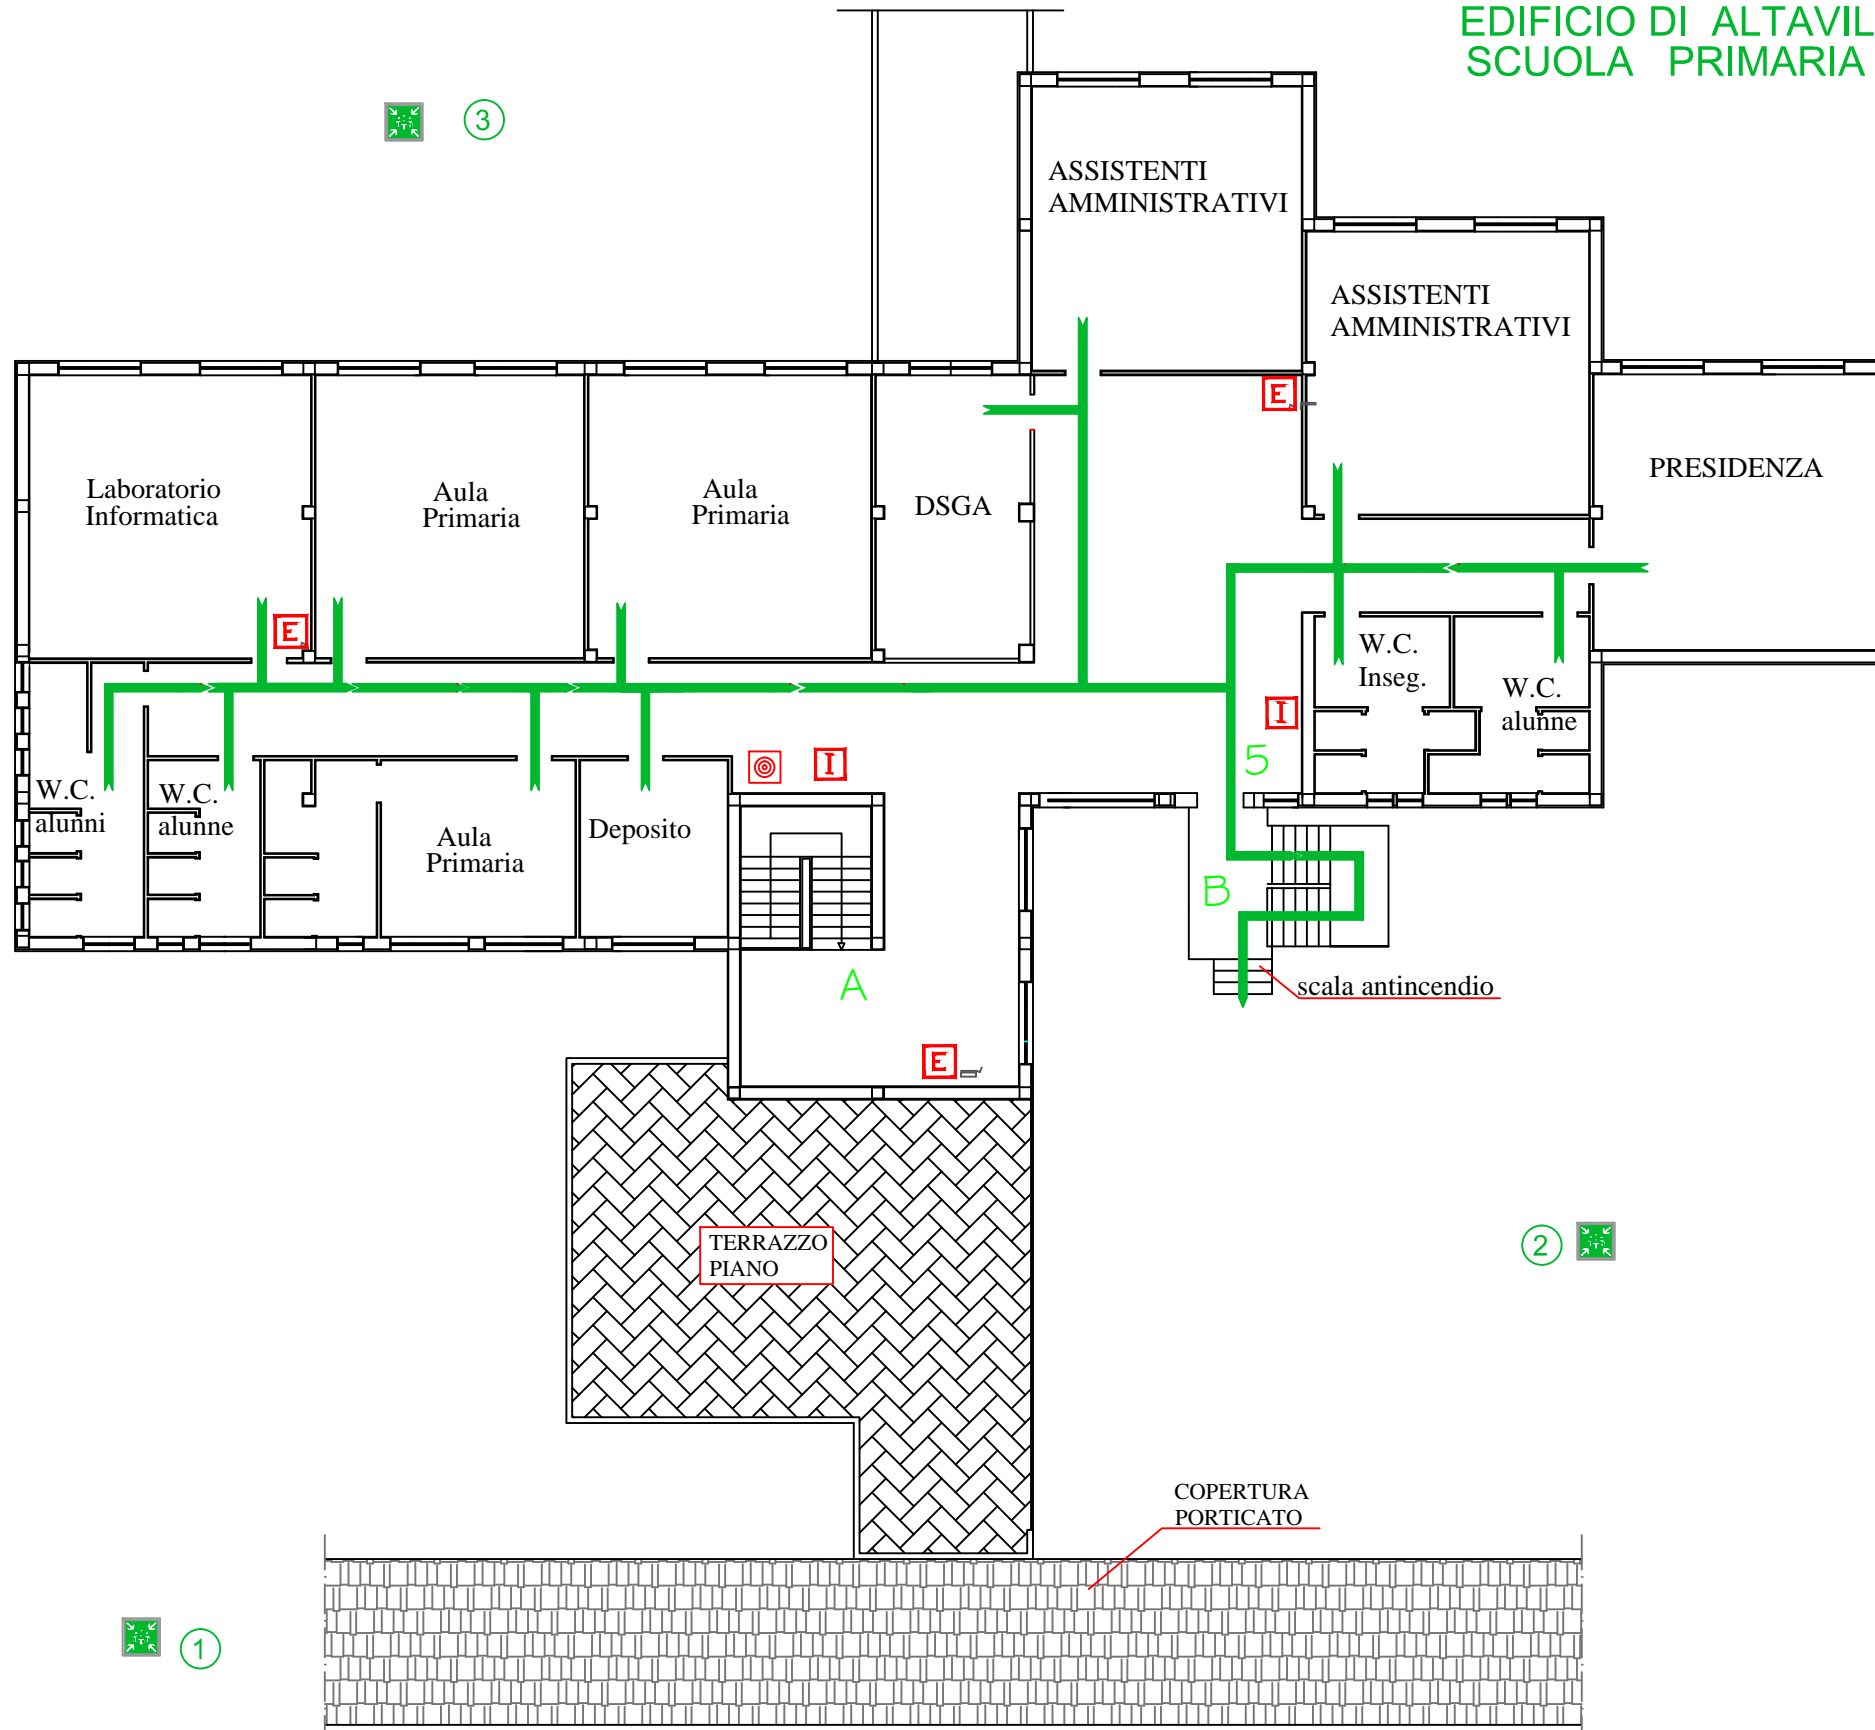 EDIFICIO DI ALTAVIL
SCUOLA PRIMARIA
3
ASSISTENTI
AMMINISTRATIVI
ASSISTENTI
AMMINISTRATIVI
E
PRESIDENZA
Laboratorio
Informatica
Aula
Primaria
Aula
Primaria
DSGA
E
W.C.
Inseg.
W.C.
alunne
I
5
I
W.C.
alunni
W.C.
alunne
Aula
Primaria
Deposito
B
A
scala antincendio
E
TERRAZZO
PIANO
2
COPERTURA
PORTICATO
1